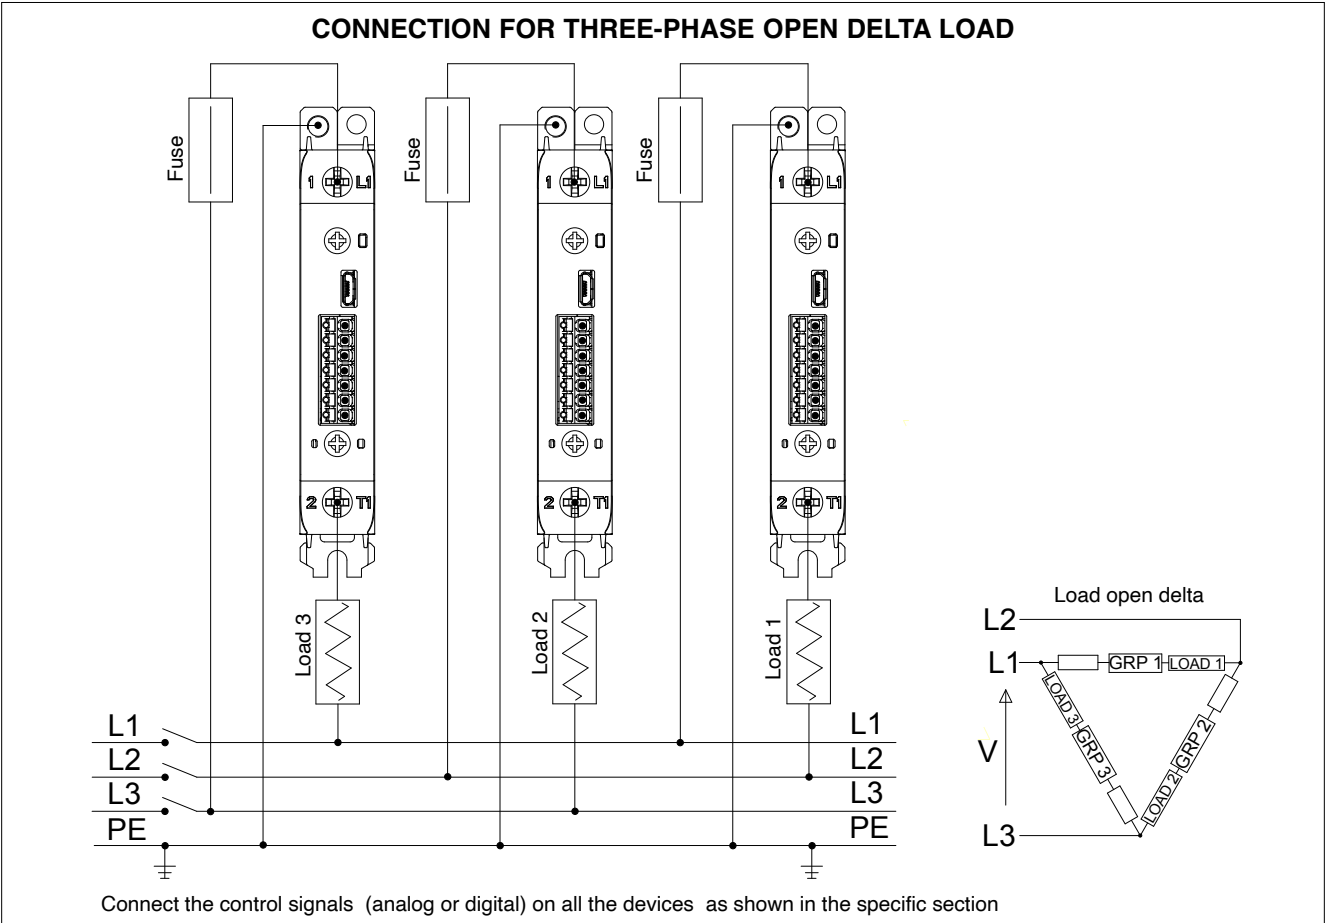 CONNECTION FOR THREE-PHASE OPEN DELTA LOAD
Fuse
Fuse
Fuse
1 L1
1 L1
1 L1
2 T1
2 T1
2 T1
Load 3
Load 2
Load 1
L1 L1
L2 L2
L3 L3
PE PE
Load open delta
L2
L1
GRP 1
LOAD 1
LOAD 3
GRP 3
GRP 2
LOAD 2
V
L3
Connect the control signals (analog or digital) on all the devices as shown in the specific section